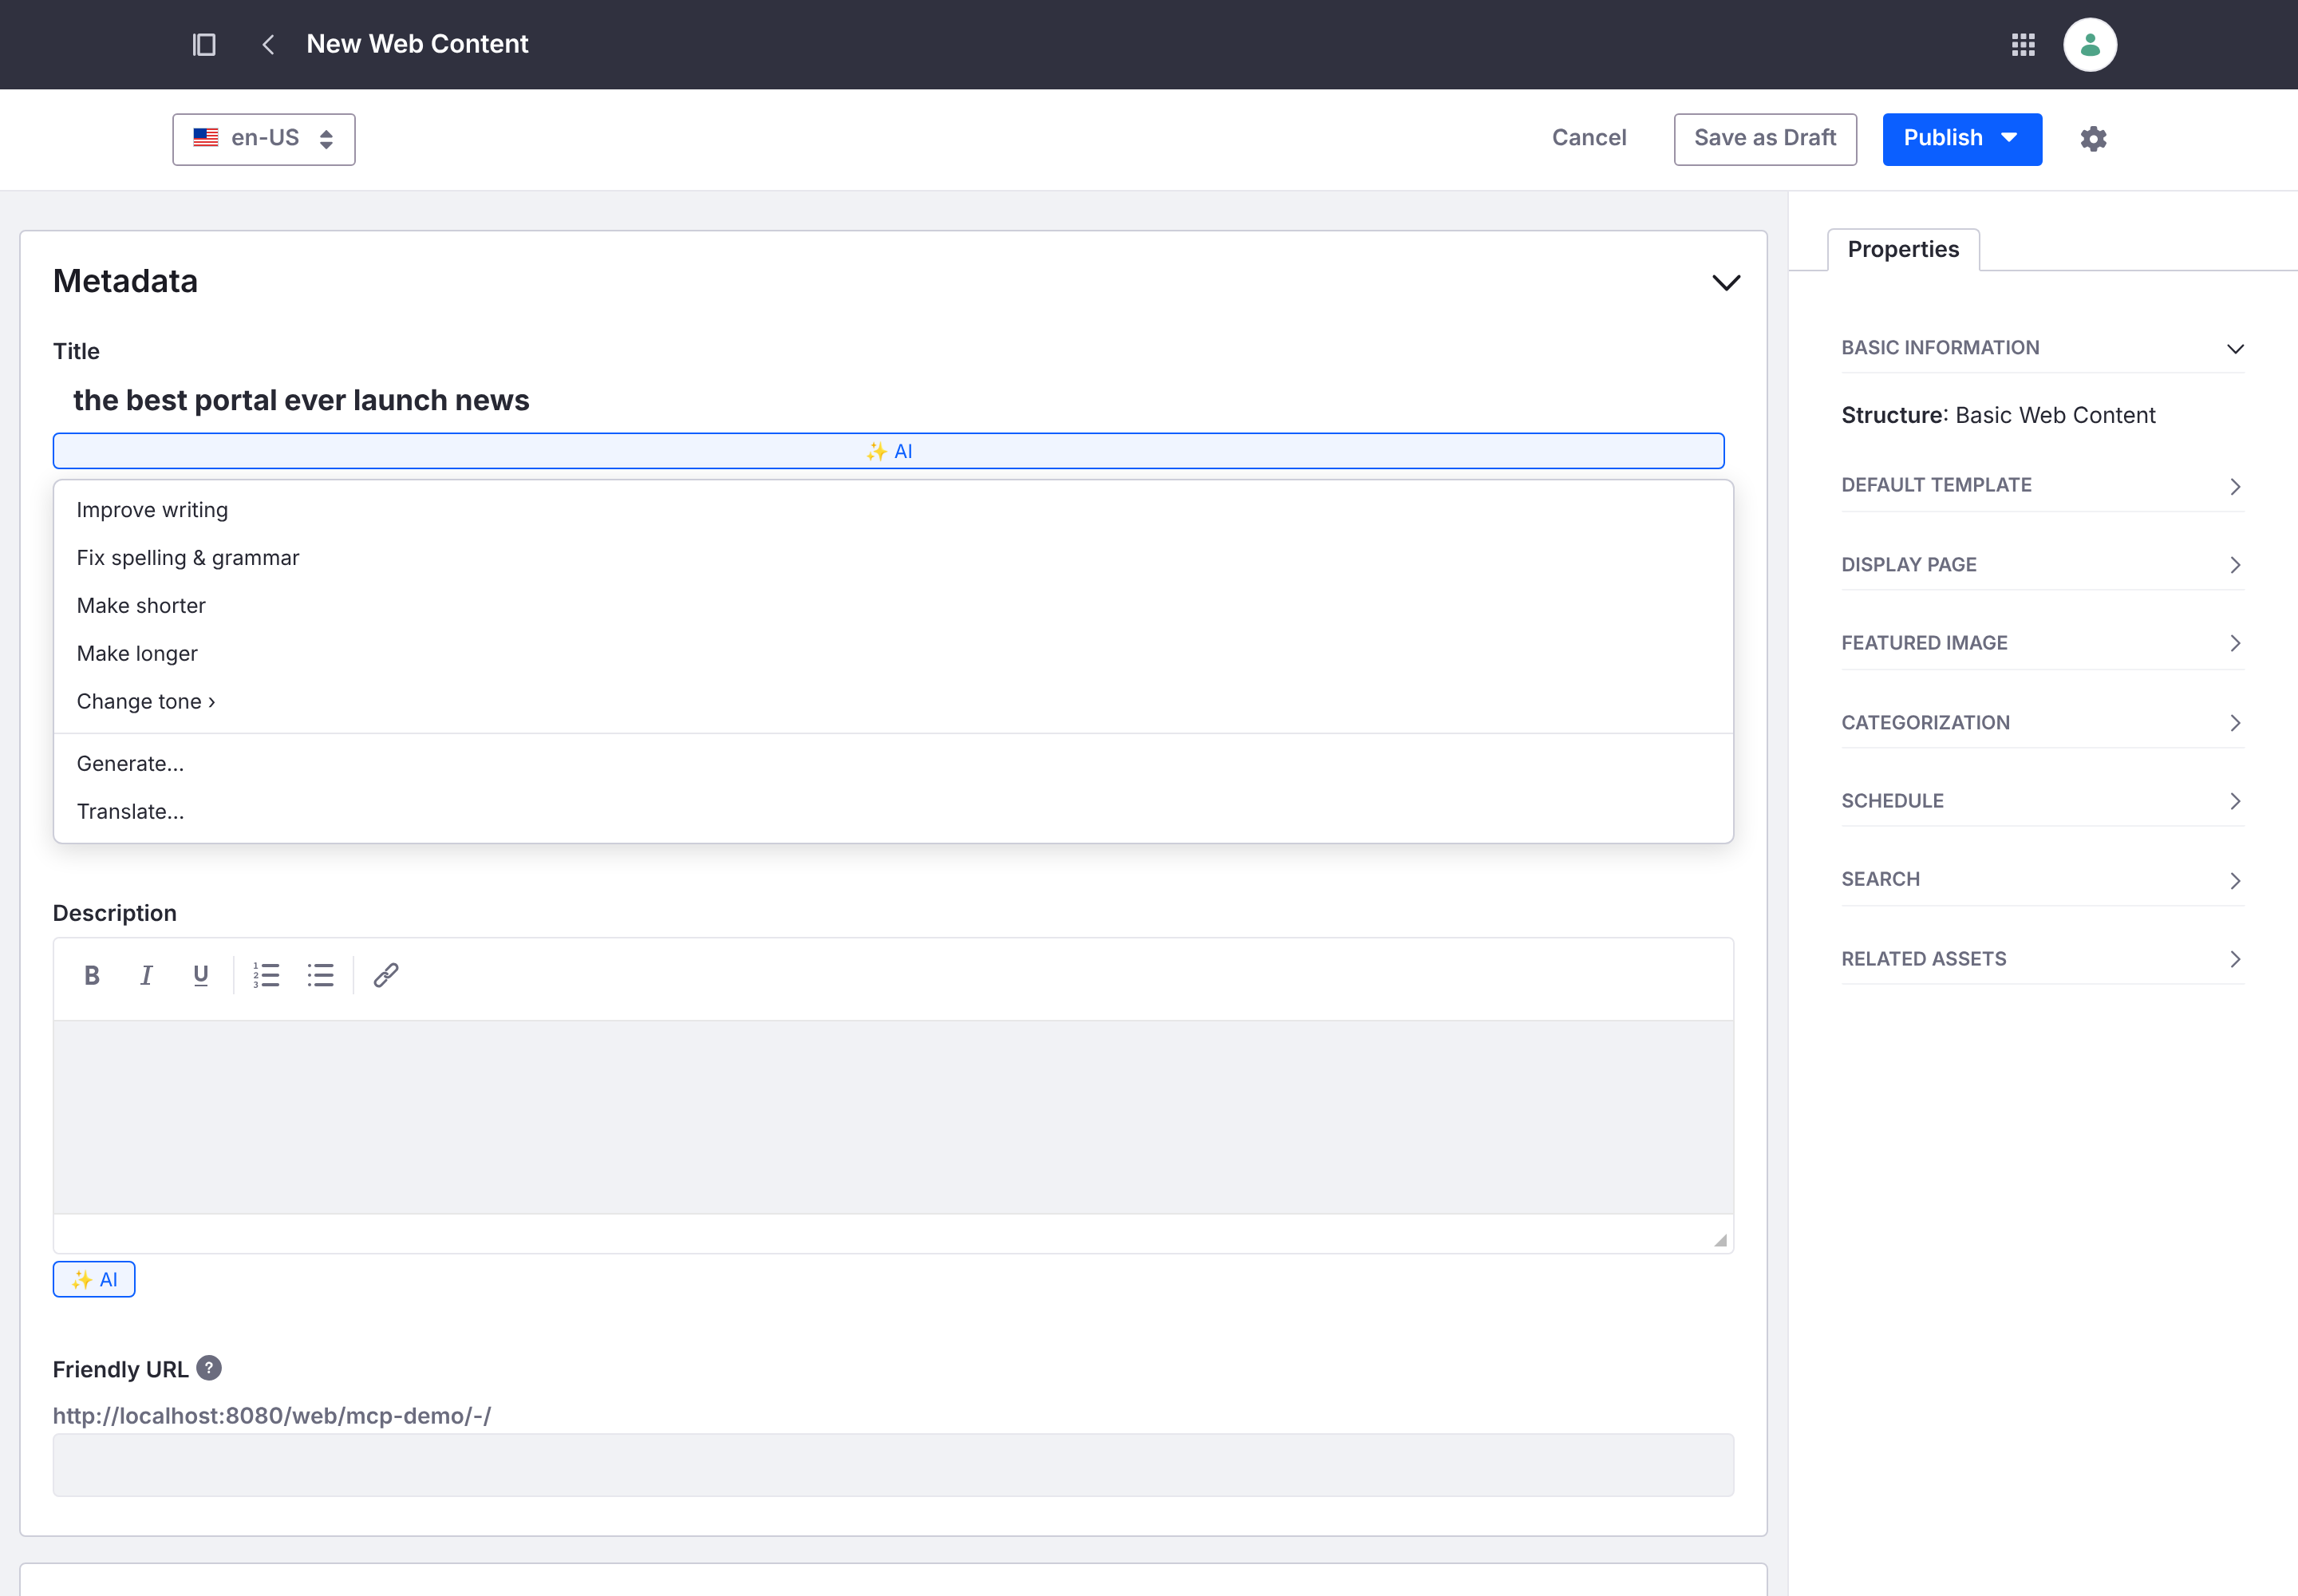 New Web Content
en-US
Cancel
Save as Draft
Publish
Metadata
Title
the best portal ever launch news
✨ AI
Improve writing
Fix spelling & grammar
Make shorter
Make longer
Change tone ›
Generate...
Translate...
Description
B I U
✨ AI
Friendly URL ?
http://localhost:8080/web/mcp-demo/-/
Properties
BASIC INFORMATION
Structure: Basic Web Content
DEFAULT TEMPLATE
DISPLAY PAGE
FEATURED IMAGE
CATEGORIZATION
SCHEDULE
SEARCH
RELATED ASSETS